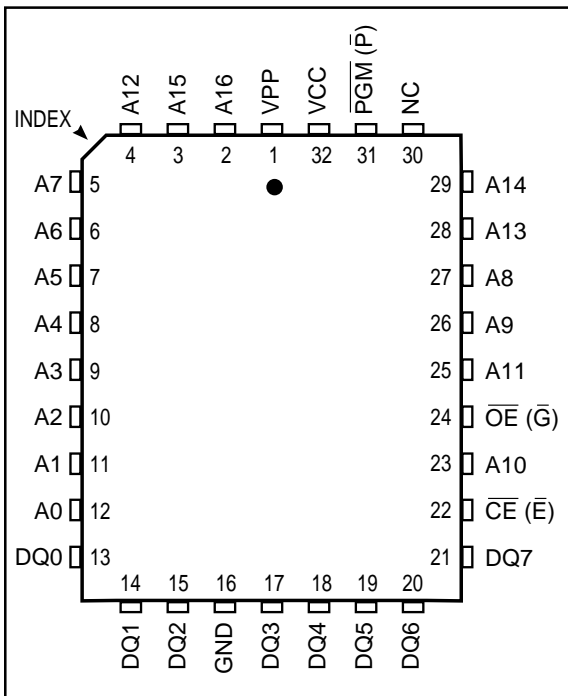 A12 A15 A16 VPP VCC P̅G̅M̅ (P̅) NC
INDEX
4 3 2 1 32 31 30
A7 5 29 A14
A6 6 28 A13
A5 7 27 A8
A4 8 26 A9
A3 9 25 A11
A2 10 24 O̅E̅ (G̅)
A1 11 23 A10
A0 12 22 C̅E̅ (E̅)
DQ0 13 21 DQ7
14 15 16 17 18 19 20
DQ1 DQ2 GND DQ3 DQ4 DQ5 DQ6